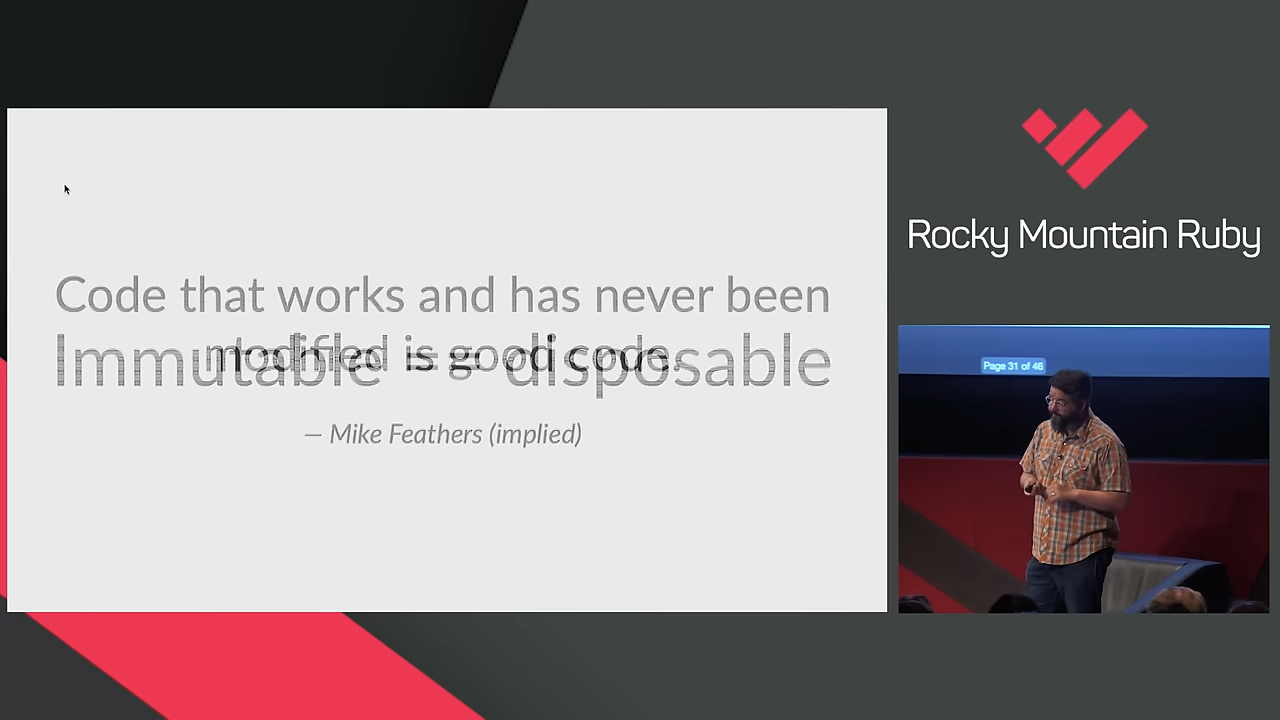 Code that works and has never been
modified is good code.
Immutable == disposable
— Mike Feathers (implied)
Rocky Mountain Ruby
Page 31 of 46